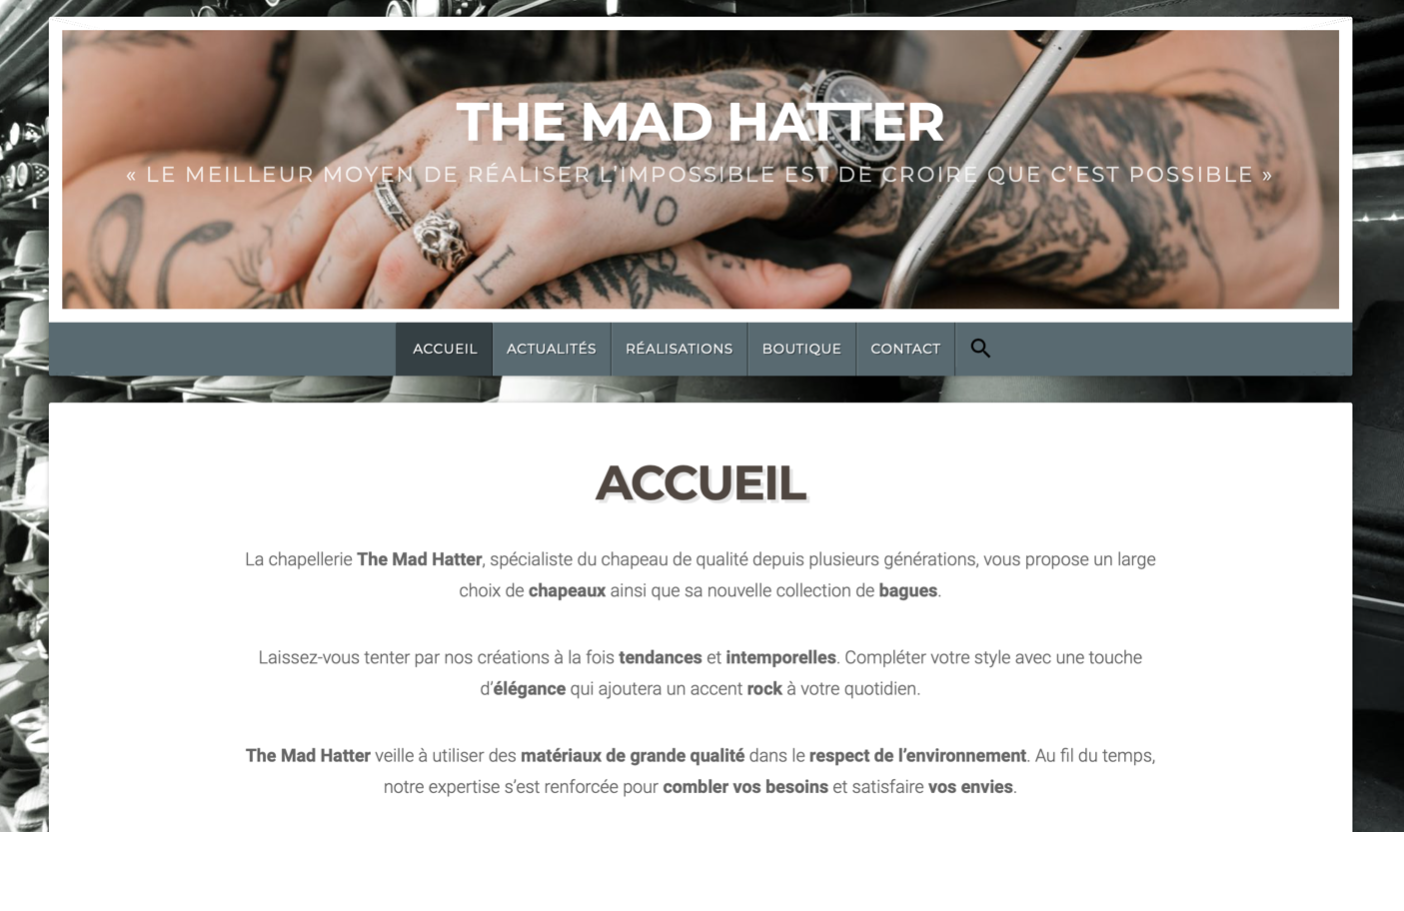 THE MAD HATTER
« LE MEILLEUR MOYEN DE RÉALISER L'IMPOSSIBLE EST DE CROIRE QUE C'EST POSSIBLE »
ACCUEIL ACTUALITÉS RÉALISATIONS BOUTIQUE CONTACT
ACCUEIL
La chapellerie The Mad Hatter, spécialiste du chapeau de qualité depuis plusieurs générations, vous propose un large
choix de chapeaux ainsi que sa nouvelle collection de bagues.
Laissez-vous tenter par nos créations à la fois tendances et intemporelles. Compléter votre style avec une touche
d'élégance qui ajoutera un accent rock à votre quotidien.
The Mad Hatter veille à utiliser des matériaux de grande qualité dans le respect de l'environnement. Au fil du temps,
notre expertise s'est renforcée pour combler vos besoins et satisfaire vos envies.